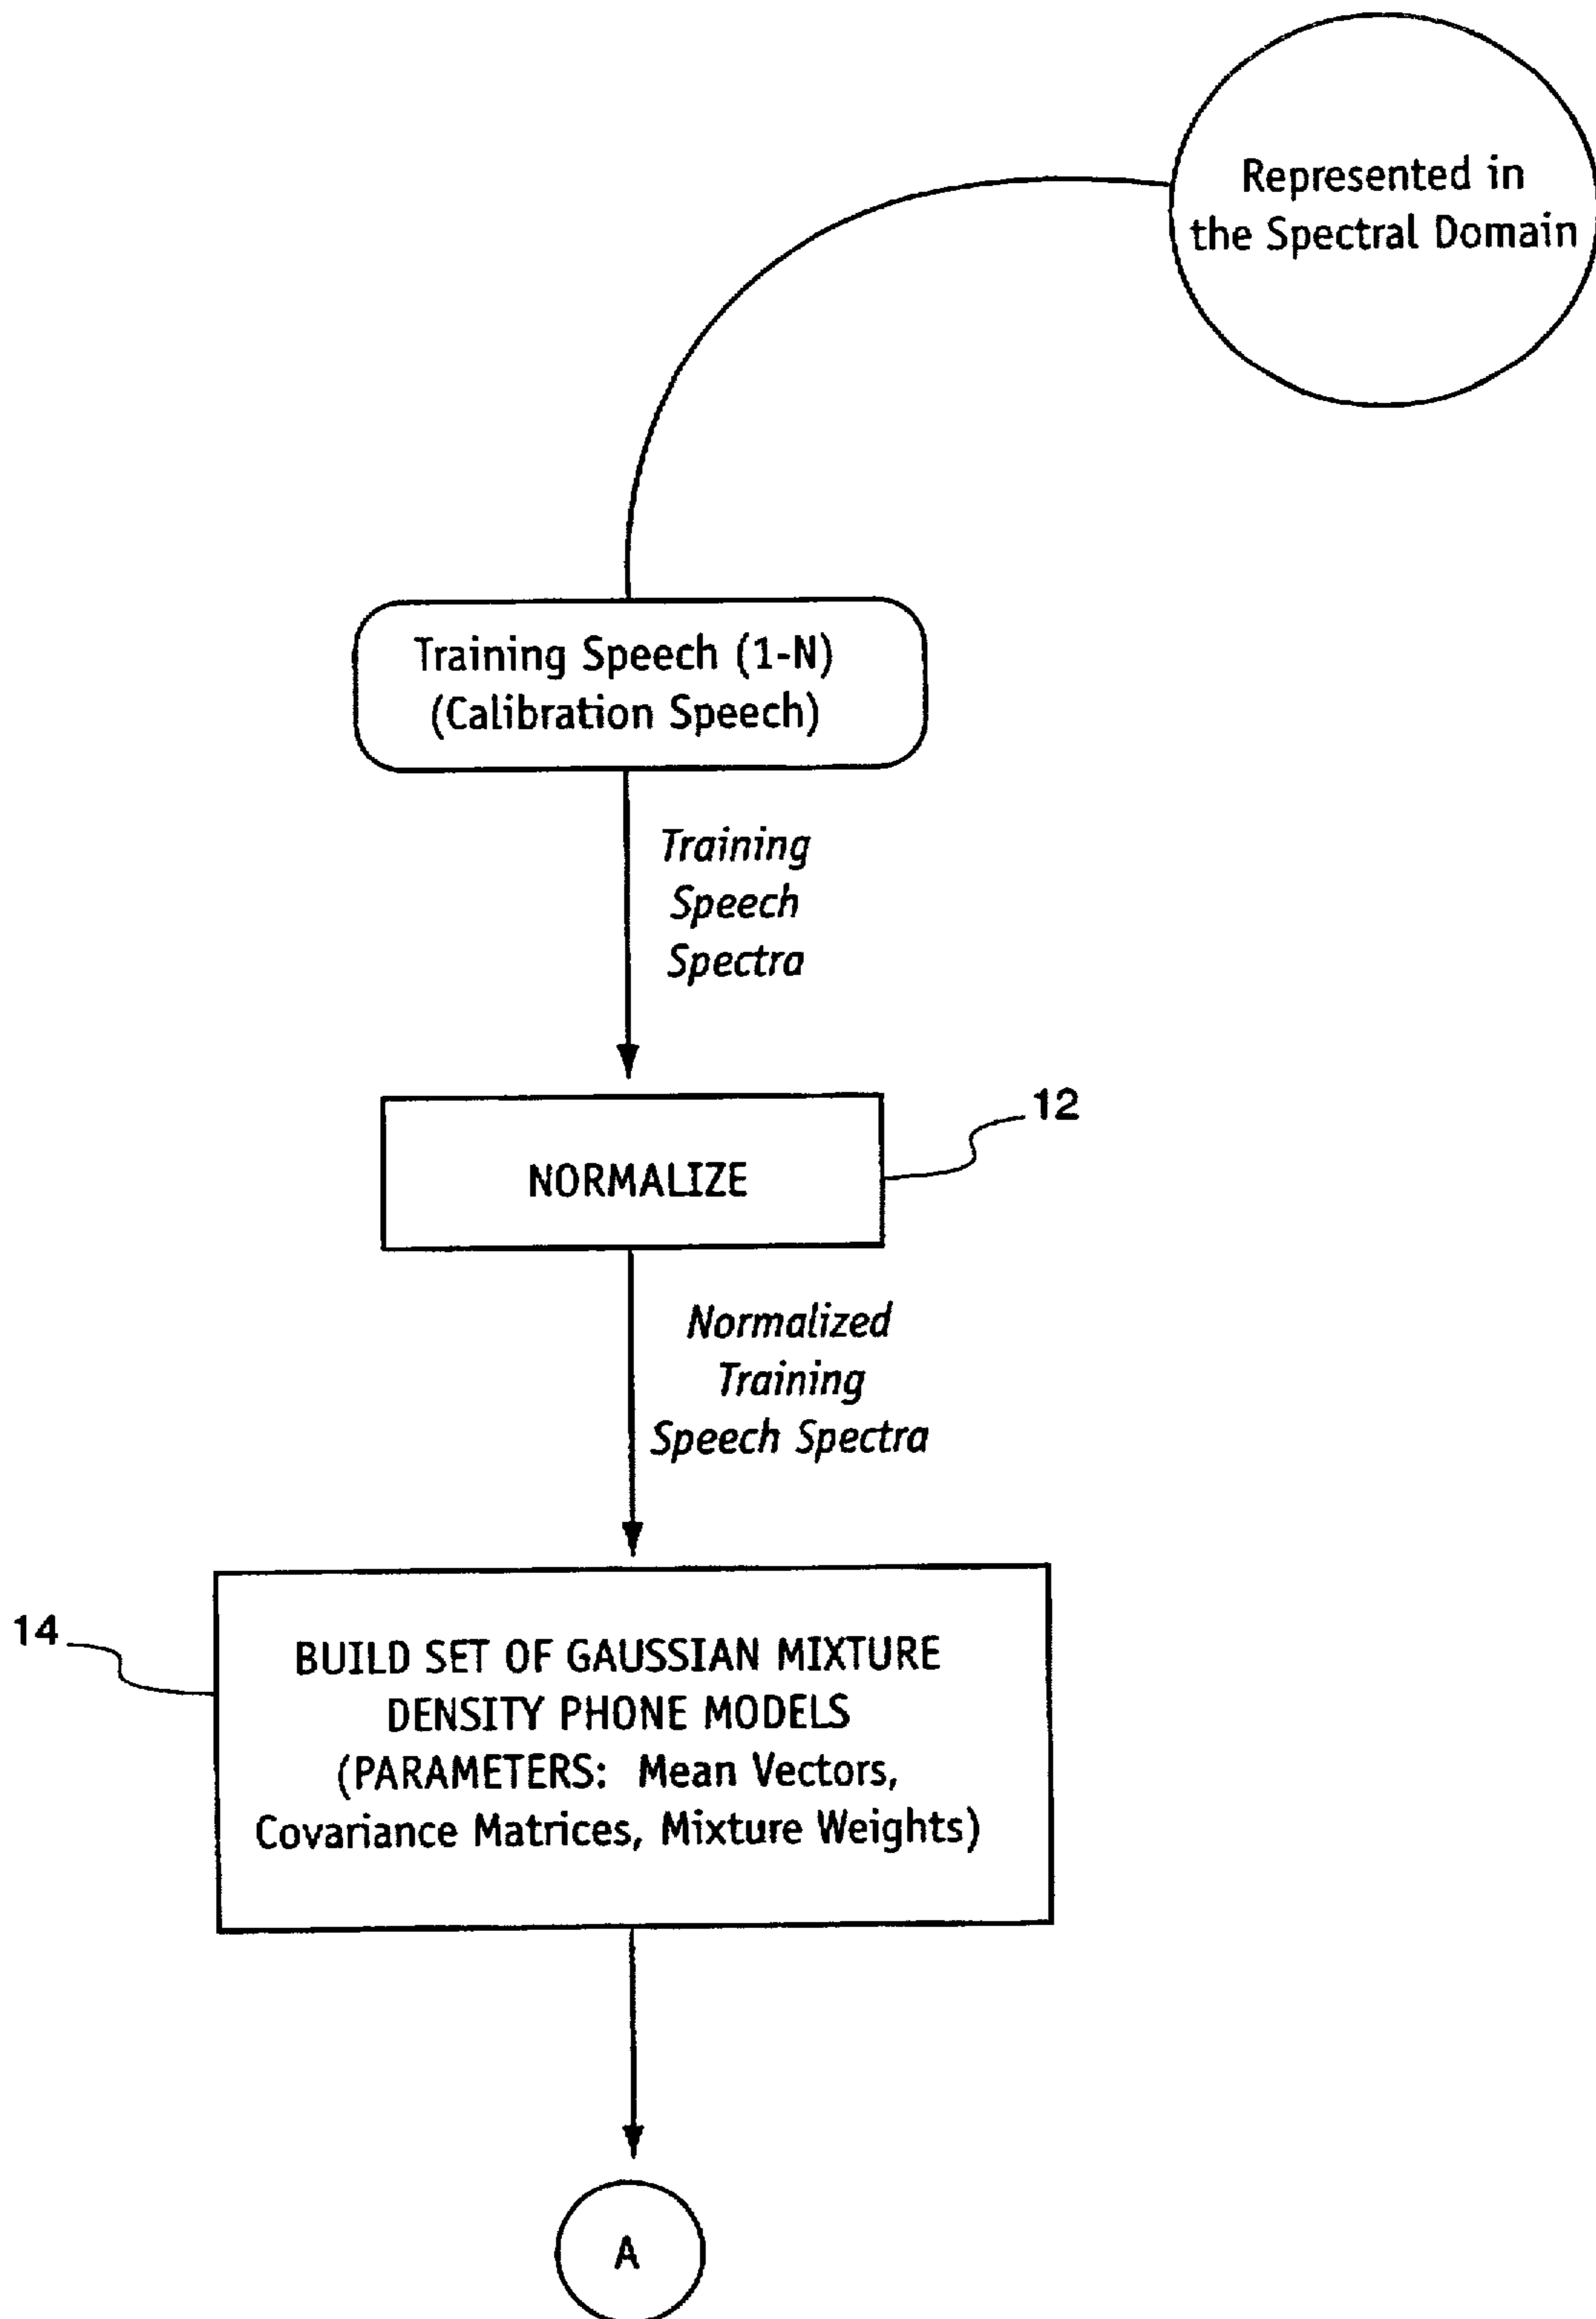 Represented in
the Spectral Domain
Training Speech (1-N)
(Calibration Speech)
Training
Speech
Spectra
12
NORMALIZE
Normalized
Training
Speech Spectra
14
BUILD SET OF GAUSSIAN MIXTURE
DENSITY PHONE MODELS
(PARAMETERS: Mean Vectors,
Covariance Matrices, Mixture Weights)
A